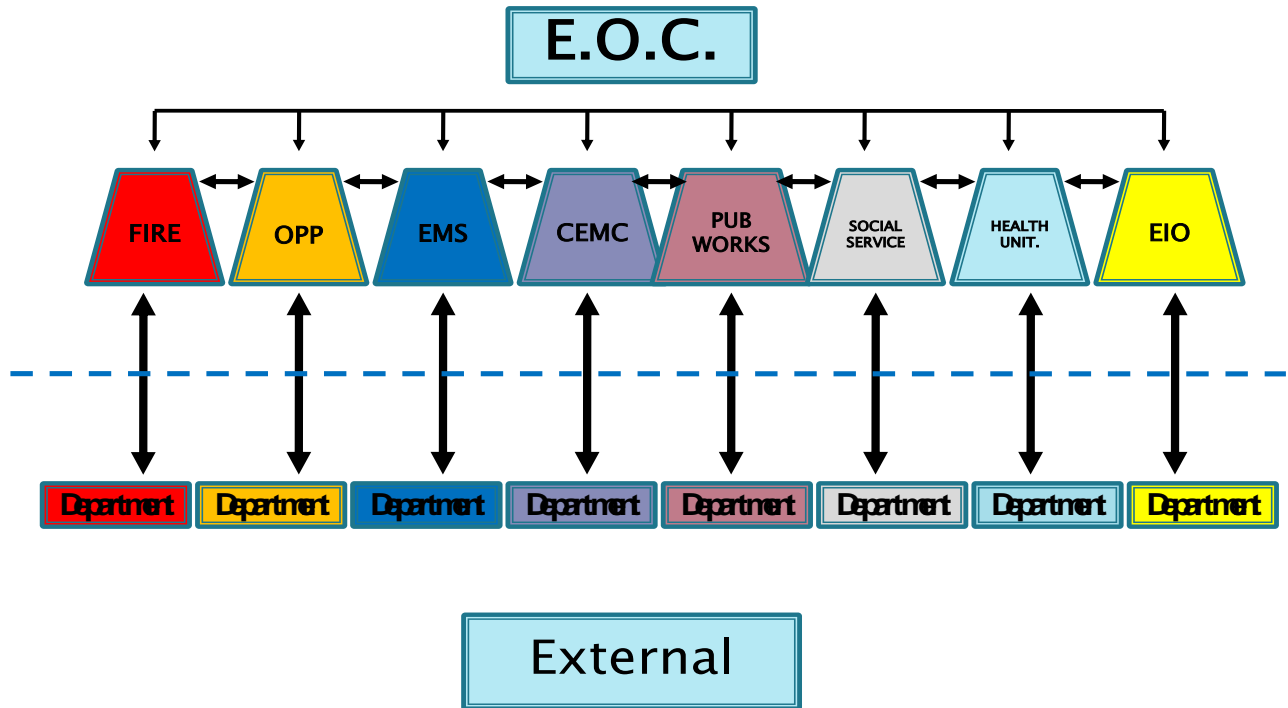 E.O.C.
FIRE
OPP
EMS
CEMC
PUB
WORKS
SOCIAL
SERVICE
HEALTH
UNIT.
EIO
Department
Department
Department
Department
Department
Department
Department
Department
External